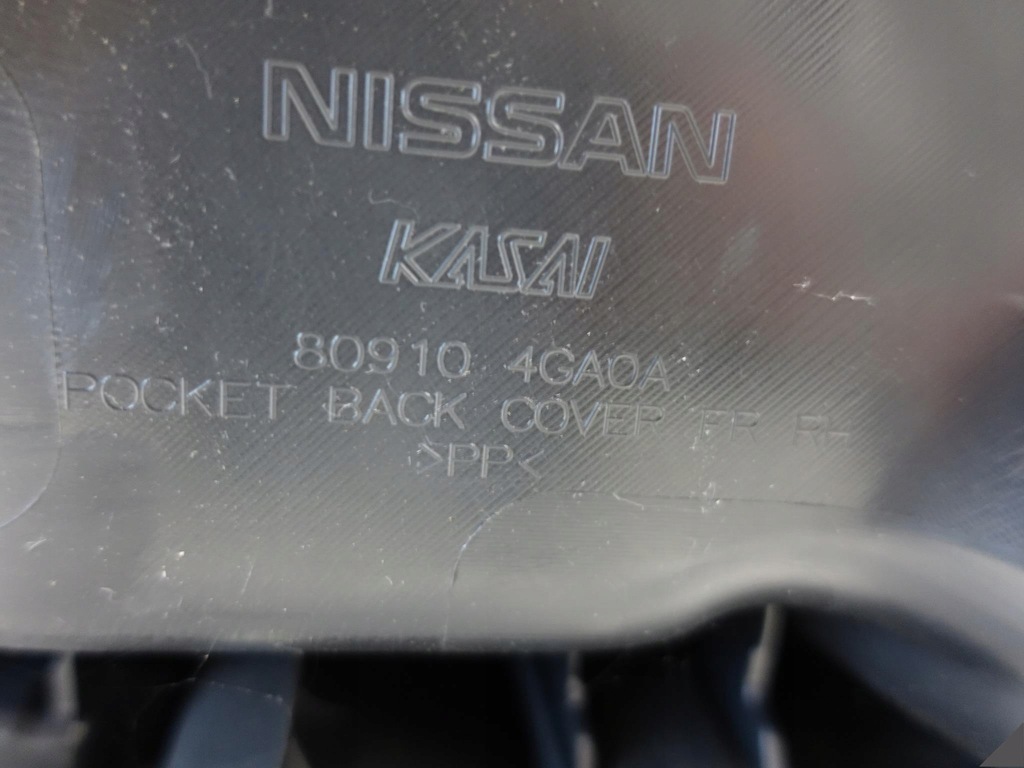 NISSAN
KASAI
80910 4GA0A
POCKET BACK COVER FR RH
>PP<